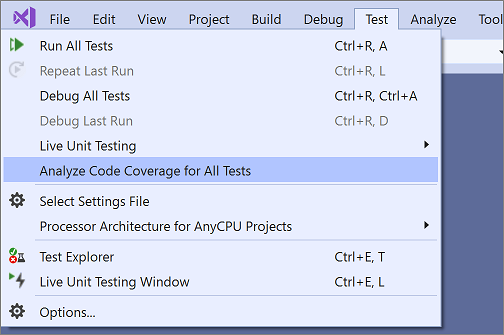 File Edit View Project Build Debug Test Analyze Tool
Run All Tests Ctrl+R, A
Repeat Last Run Ctrl+R, L
Debug All Tests Ctrl+R, Ctrl+A
Debug Last Run Ctrl+R, D
Live Unit Testing
Analyze Code Coverage for All Tests
Select Settings File
Processor Architecture for AnyCPU Projects
Test Explorer Ctrl+E, T
Live Unit Testing Window Ctrl+E, L
Options...